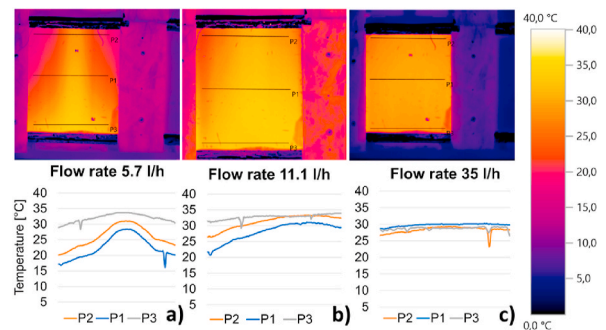 40,0 °C
P2
P1
P3
P2
P1
P3
P2
P1
P3
40,0
35,0
30,0
25,0
20,0
15,0
10,0
5,0
0,0 °C
Flow rate 5.7 l/h
Flow rate 11.1 l/h
Flow rate 35 l/h
Temperature [°C]
40
35
30
25
20
15
10
5
40
35
30
25
20
15
10
5
40
35
30
25
20
15
10
5
P2 P1 P3
a)
P2 P1 P3
b)
P2 P1 P3
c)